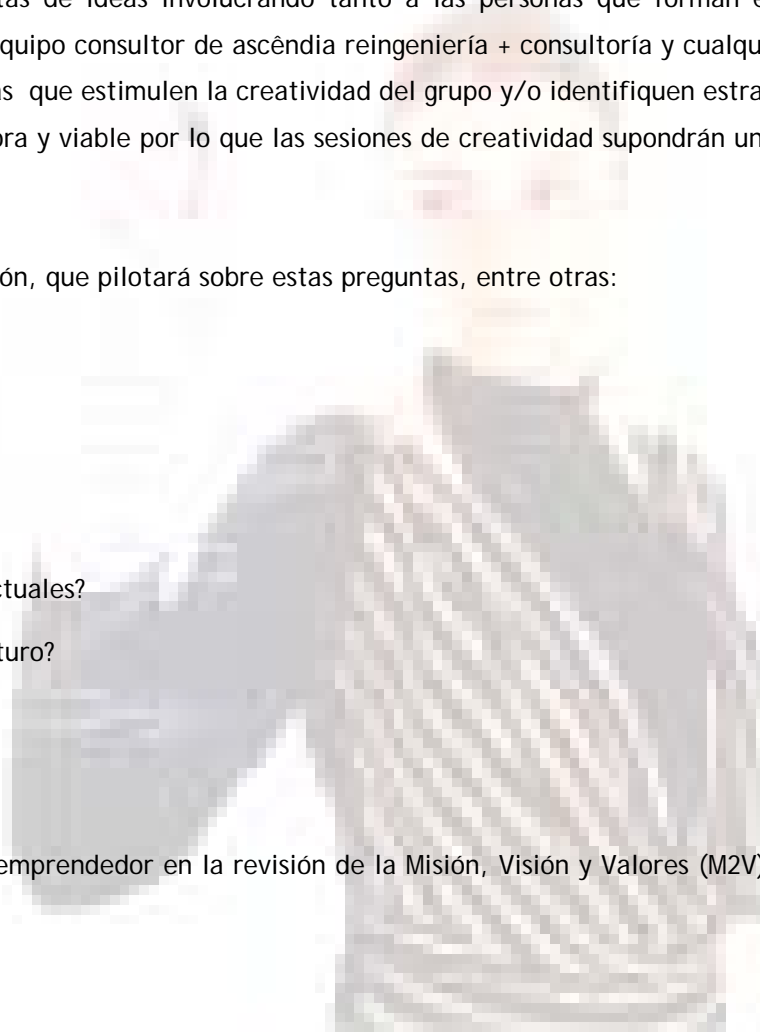 tas de ideas involucrando tanto a las personas que forman e
quipo consultor de ascêndia reingeniería + consultoría y cualqu
as que estimulen la creatividad del grupo y/o identifiquen estra
ora y viable por lo que las sesiones de creatividad supondrán un
ón, que pilotará sobre estas preguntas, entre otras:
ctuales?
turo?
emprendedor en la revisión de la Misión, Visión y Valores (M2V)